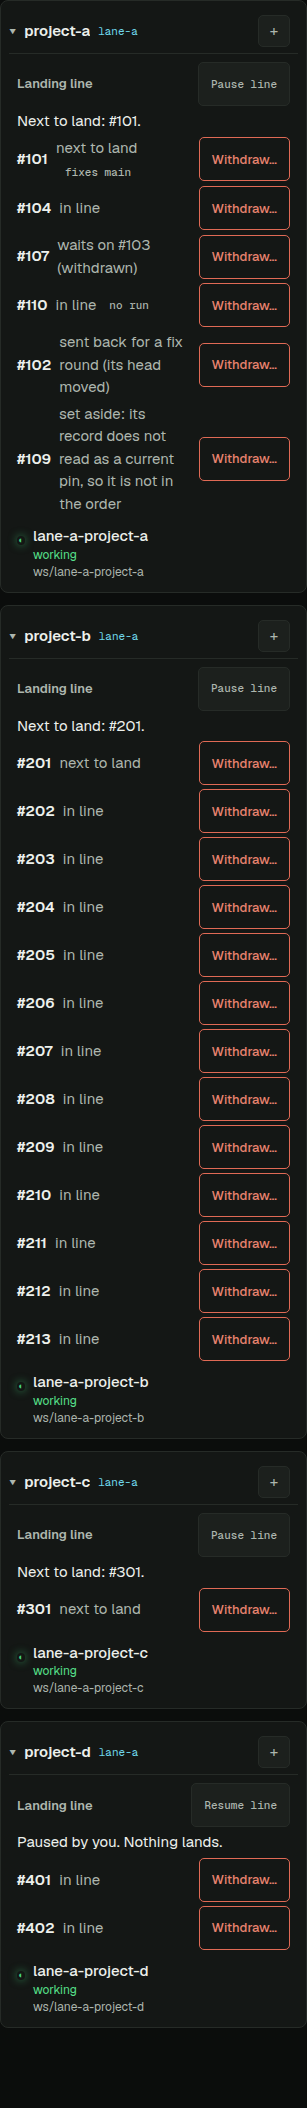 ▾ project-a lane-a +
Landing line Pause line
Next to land: #101.
#101 next to land Withdraw…
fixes main
#104 in line Withdraw…
#107 waits on #103 Withdraw…
(withdrawn)
#110 in line no run Withdraw…
sent back for a fix
#102 round (its head Withdraw…
moved)
set aside: its
record does not
#109 read as a current Withdraw…
pin, so it is not in
the order
lane-a-project-a
working
ws/lane-a-project-a
▾ project-b lane-a +
Landing line Pause line
Next to land: #201.
#201 next to land Withdraw…
#202 in line Withdraw…
#203 in line Withdraw…
#204 in line Withdraw…
#205 in line Withdraw…
#206 in line Withdraw…
#207 in line Withdraw…
#208 in line Withdraw…
#209 in line Withdraw…
#210 in line Withdraw…
#211 in line Withdraw…
#212 in line Withdraw…
#213 in line Withdraw…
lane-a-project-b
working
ws/lane-a-project-b
▾ project-c lane-a +
Landing line Pause line
Next to land: #301.
#301 next to land Withdraw…
lane-a-project-c
working
ws/lane-a-project-c
▾ project-d lane-a +
Landing line Resume line
Paused by you. Nothing lands.
#401 in line Withdraw…
#402 in line Withdraw…
lane-a-project-d
working
ws/lane-a-project-d